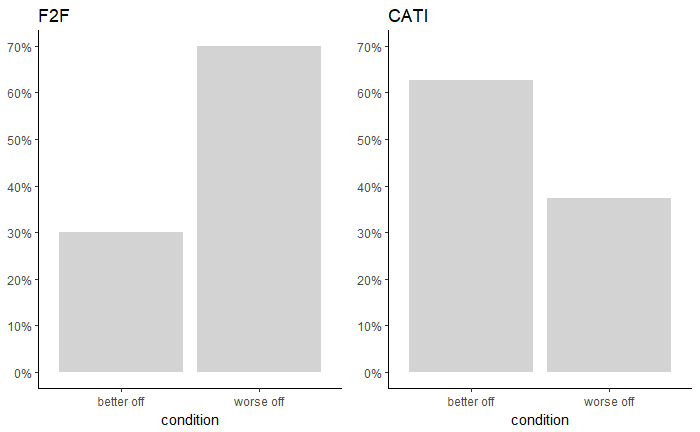 F2F
70%
60%
50%
40%
30%
20%
10%
0%
better off worse off
condition
CATI
70%
60%
50%
40%
30%
20%
10%
0%
better off worse off
condition